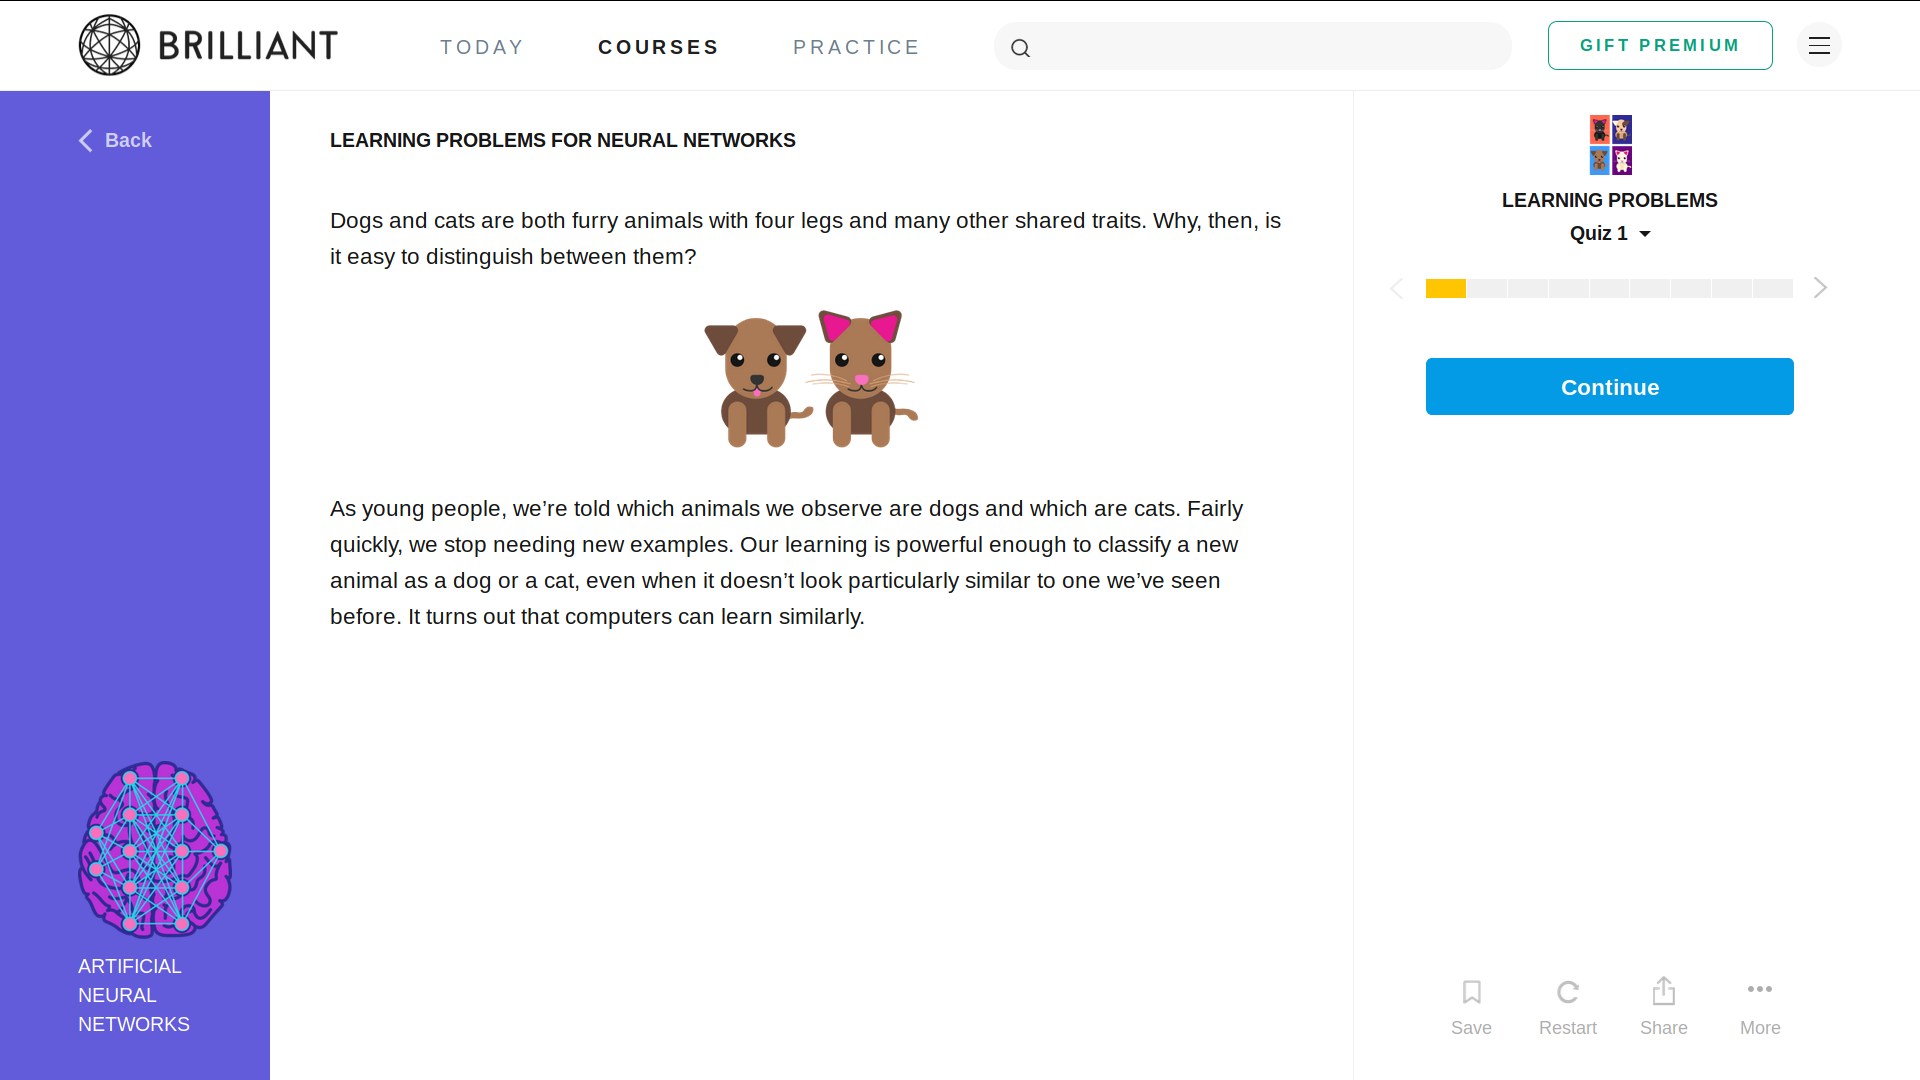 BRILLIANT
TODAY
COURSES
PRACTICE
GIFT PREMIUM
Back
LEARNING PROBLEMS FOR NEURAL NETWORKS
Dogs and cats are both furry animals with four legs and many other shared traits. Why, then, is
it easy to distinguish between them?
As young people, we’re told which animals we observe are dogs and which are cats. Fairly
quickly, we stop needing new examples. Our learning is powerful enough to classify a new
animal as a dog or a cat, even when it doesn’t look particularly similar to one we’ve seen
before. It turns out that computers can learn similarly.
LEARNING PROBLEMS
Quiz 1
Continue
ARTIFICIAL
NEURAL
NETWORKS
Save
Restart
Share
More